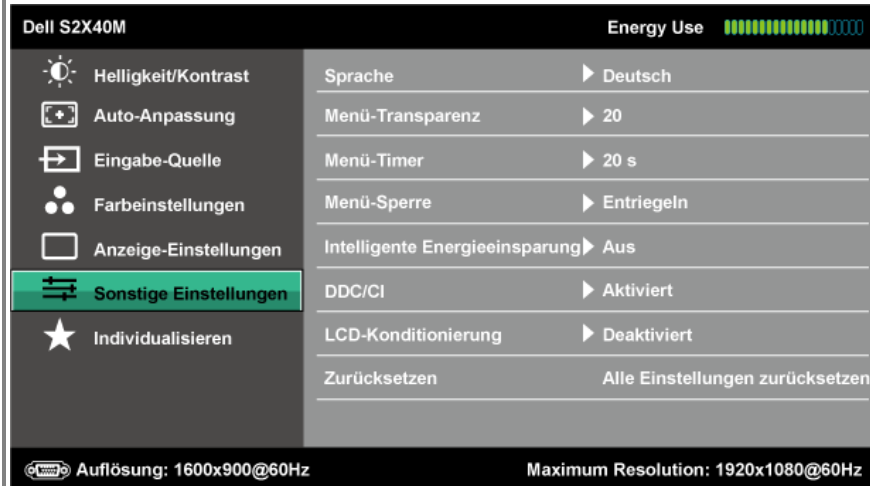 Dell S2X40M Energy Use
Helligkeit/Kontrast
Auto-Anpassung
Eingabe-Quelle
Farbeinstellungen
Anzeige-Einstellungen
Sonstige Einstellungen
Individualisieren
Sprache Deutsch
Menü-Transparenz 20
Menü-Timer 20 s
Menü-Sperre Entriegeln
Intelligente Energieeinsparung Aus
DDC/CI Aktiviert
LCD-Konditionierung Deaktiviert
Zurücksetzen Alle Einstellungen zurücksetzen
Auflösung: 1600x900@60Hz Maximum Resolution: 1920x1080@60Hz